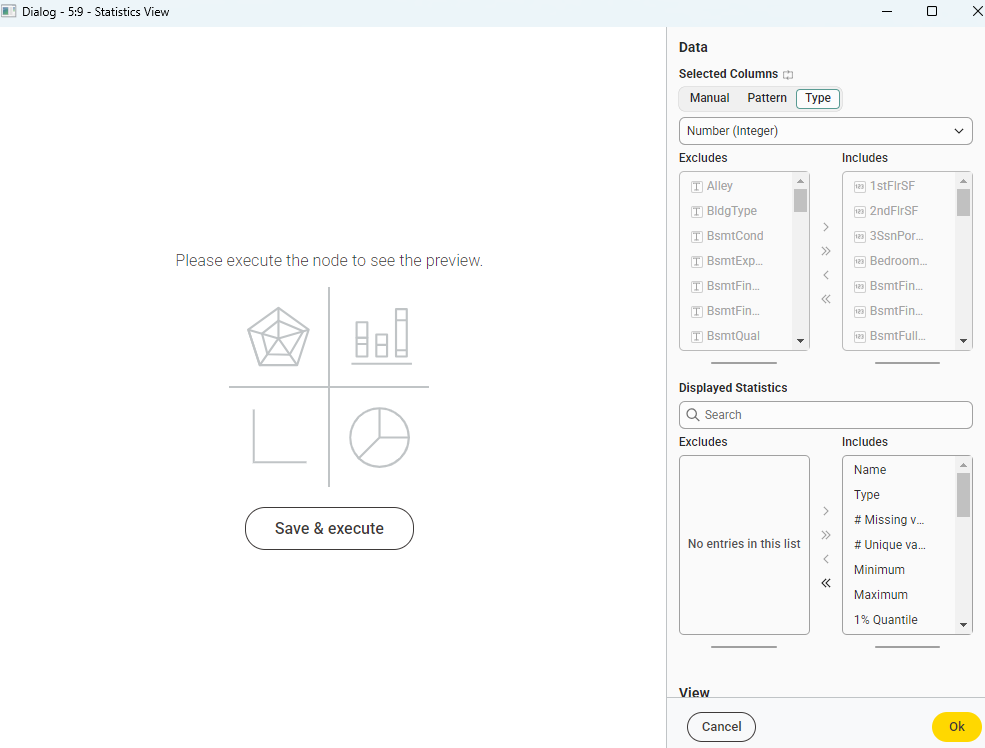 Dialog - 5:9 - Statistics View
Please execute the node to see the preview.
Save & execute
Data
Selected Columns
Manual Pattern Type
Number (Integer)
Excludes Includes
Alley 1stFlrSF
BldgType 2ndFlrSF
BsmtCond 3SsnPor...
BsmtExp... Bedroom...
BsmtFin... BsmtFin...
BsmtFin... BsmtFin...
BsmtQual BsmtFull...
Displayed Statistics
Search
Excludes Includes
Name
Type
# Missing v...
No entries in this list # Unique va...
Minimum
Maximum
1% Quantile
View
Cancel Ok